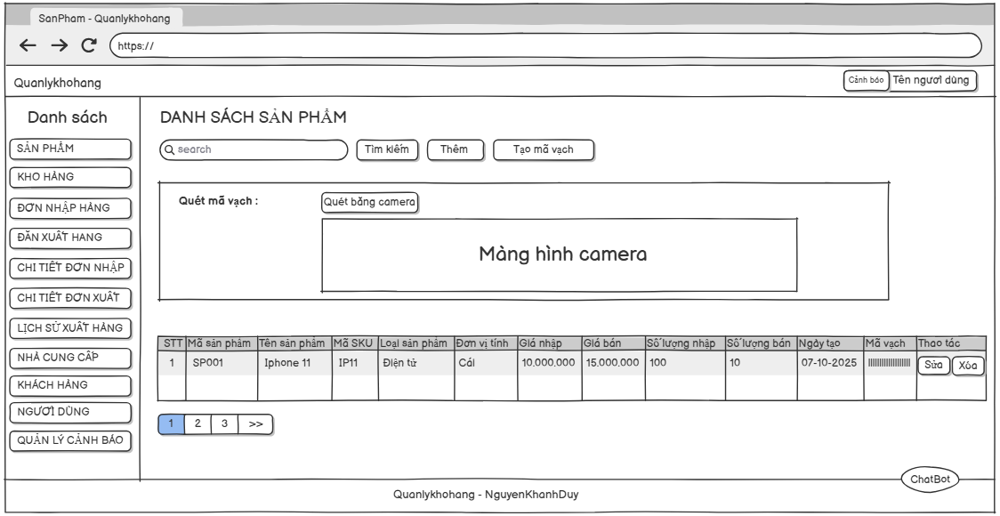 SanPham - Quanlykhohang
https://
Quanlykhohang
Cảnh báo
Tên người dùng
Danh sách
SẢN PHẨM
KHO HÀNG
ĐƠN NHẬP HÀNG
ĐĂN XUẤT HANG
CHI TIẾT ĐƠN NHẬP
CHI TIẾT ĐƠN XUẤT
LỊCH SỬ XUẤT HÀNG
NHÀ CUNG CẤP
KHÁCH HÀNG
NGƯỜI DÙNG
QUẢN LÝ CẢNH BÁO
DANH SÁCH SẢN PHẨM
search
Tìm kiếm
Thêm
Tạo mã vạch
Quét mã vạch :
Quét bằng camera
Màng hình camera
STT Mã sản phẩm Tên sản phẩm Mã SKU Loại sản phẩm Đơn vị tính Giá nhập Giá bán Số lượng nhập Số lượng bán Ngày tạo Mã vạch Thao tác
1 SP001 Iphone 11 IP11 Điện tử Cái 10.000.000 15.000.000 100 10 07-10-2025 Sửa Xóa
1 2 3 >>
ChatBot
Quanlykhohang - NguyenKhanhDuy